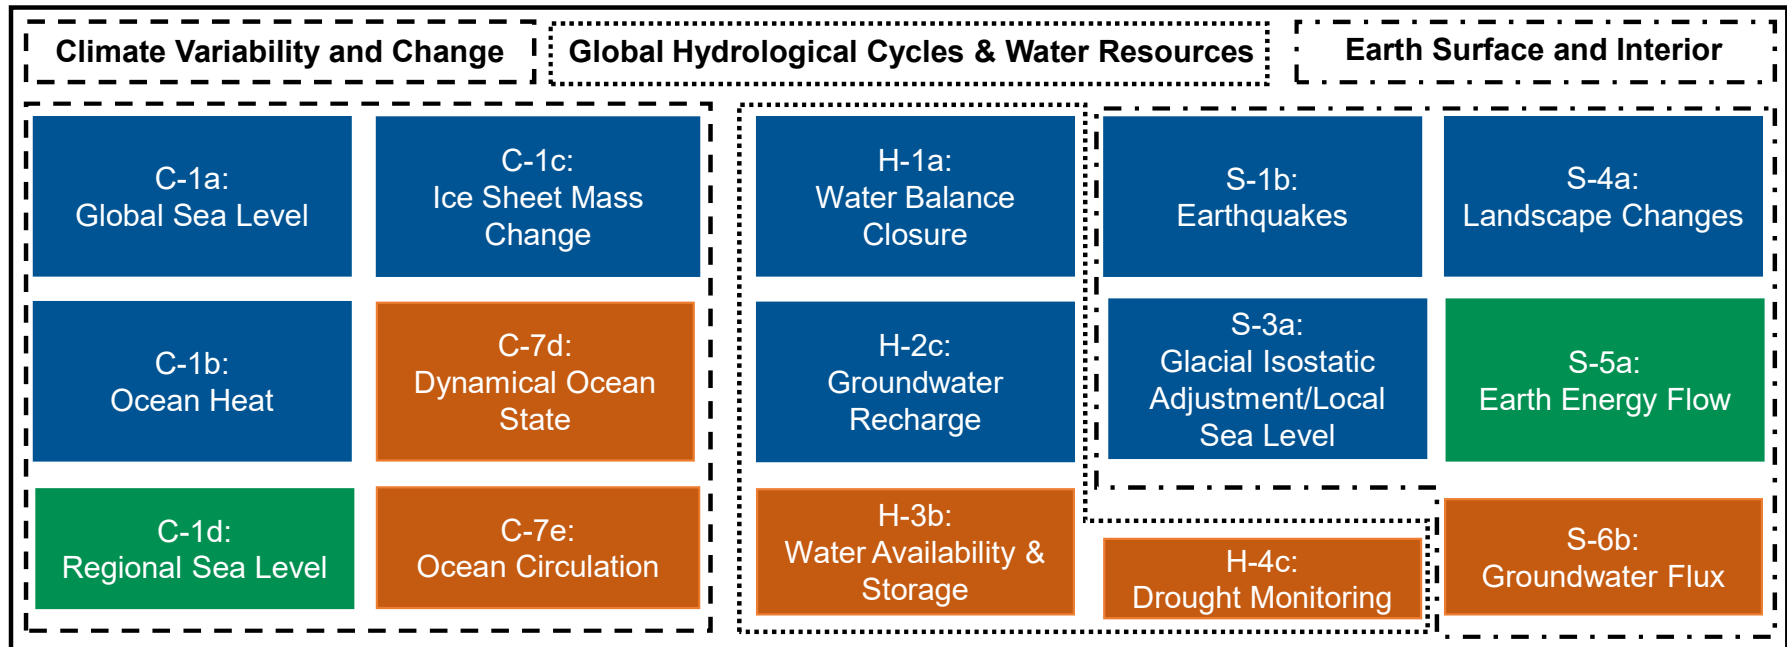 Climate Variability and Change
Global Hydrological Cycles & Water Resources
Earth Surface and Interior
C-1a:
Global Sea Level
C-1c:
Ice Sheet Mass
Change
C-1b:
Ocean Heat
C-7d:
Dynamical Ocean
State
C-1d:
Regional Sea Level
C-7e:
Ocean Circulation
H-1a:
Water Balance
Closure
H-2c:
Groundwater
Recharge
H-3b:
Water Availability &
Storage
H-4c:
Drought Monitoring
S-1b:
Earthquakes
S-4a:
Landscape Changes
S-3a:
Glacial Isostatic
Adjustment/Local
Sea Level
S-5a:
Earth Energy Flow
S-6b:
Groundwater Flux